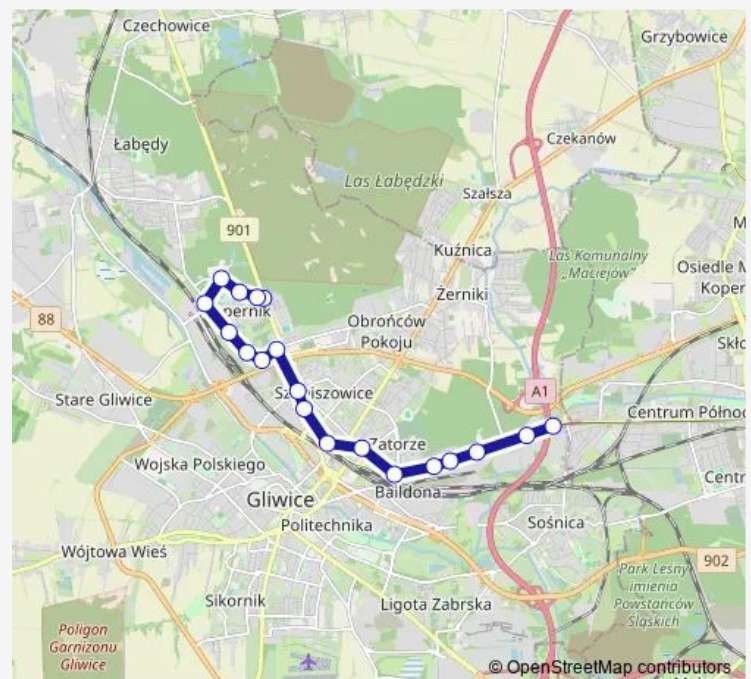 Czechowice
Grzybowice
Łabędy
Czekanów
Las Łabędzki
Szałsza
901
Kuźnica
Las Komunalny
„Maciejów”
Osiedle M
Koper
Żerniki
pernik
88
Obrońców
Pokoju
Skło
A1
Stare Gliwice
Centrum Północ
Zatorze
Wojska Polskiego
Centr
Gliwice
Baildona
Politechnika
Sośnica
Wójtowa Wieś
902
Park Leśny
imienia
Powstańców
Śląskich
Sikornik
Ligota Zabrska
Poligon
Garnizonu
Gliwice
© OpenStreetMap contributors